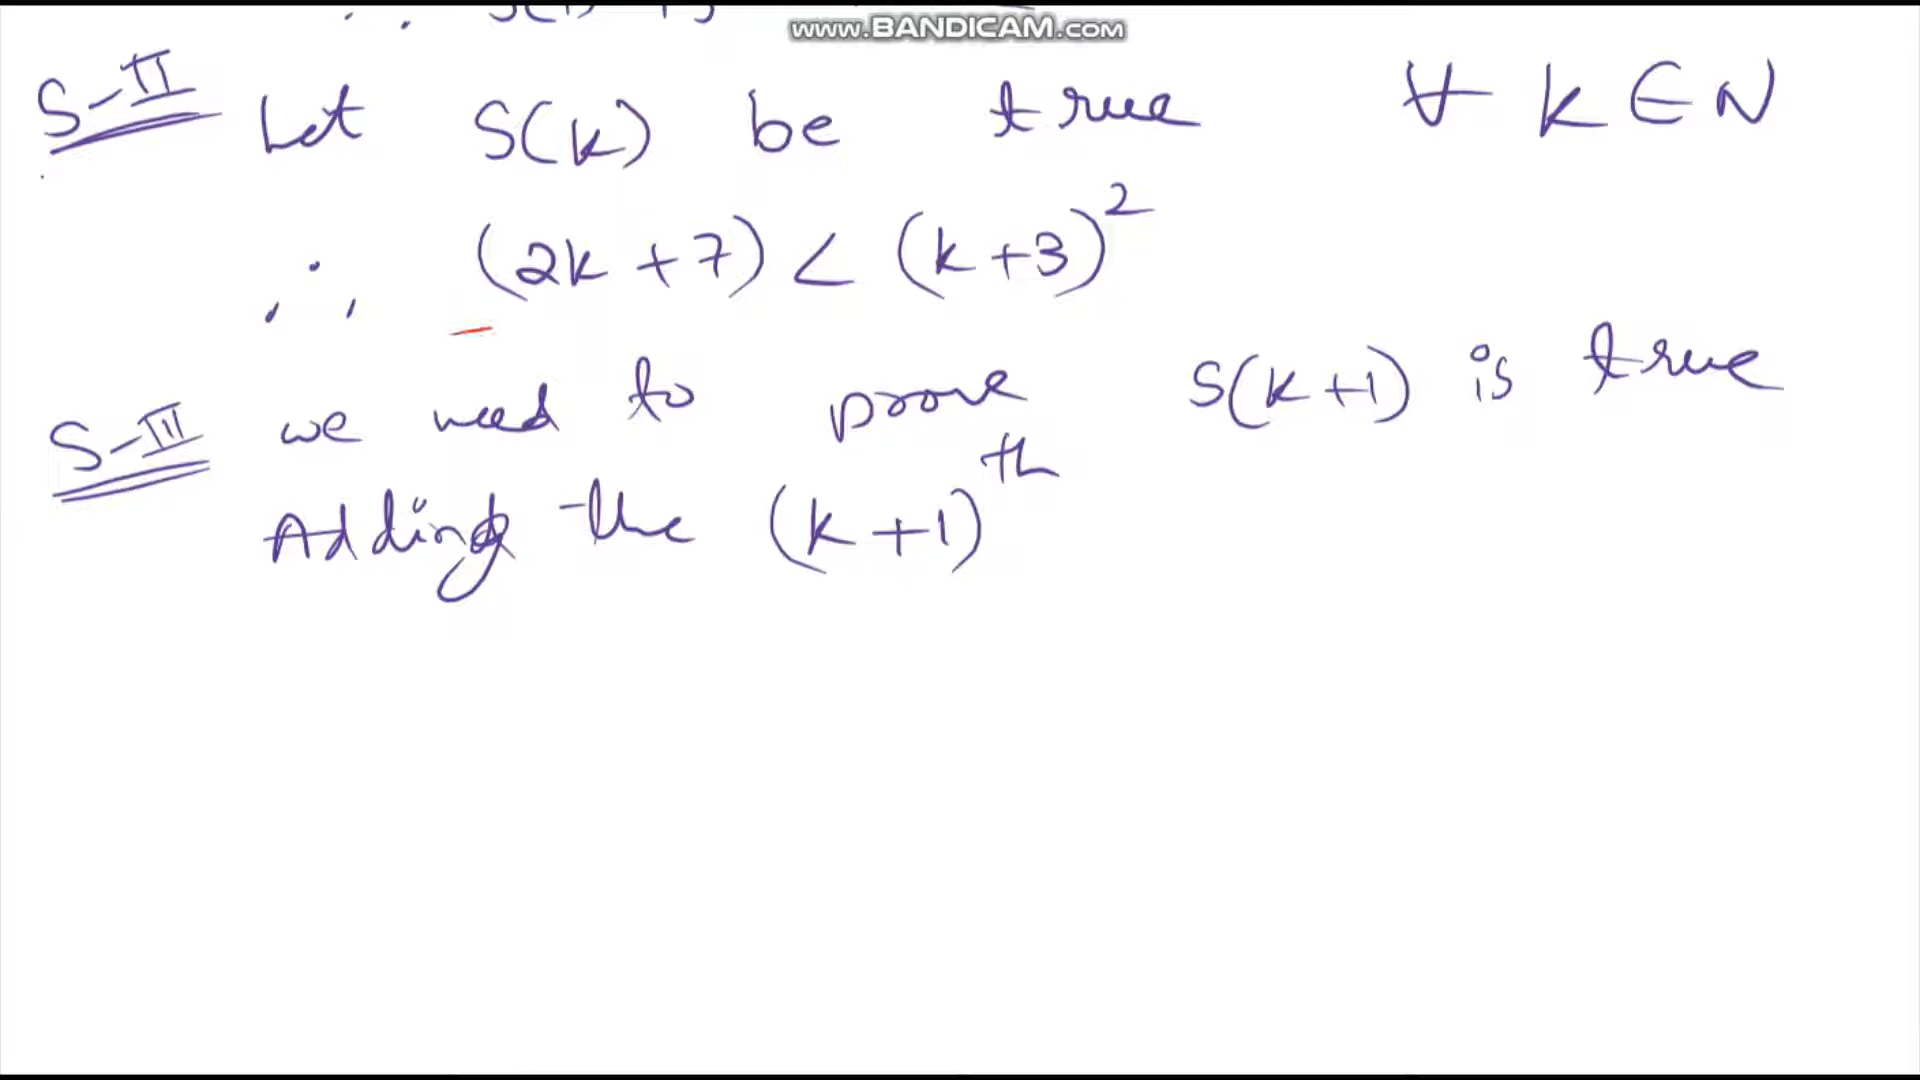 www.BANDICAM.com
S-II Let S(k) be true ∀ k ∈ N
∴ (2k + 7) < (k + 3)²
S-III we need to prove S(k+1) is true
Adding the (k + 1)ᵗʰ